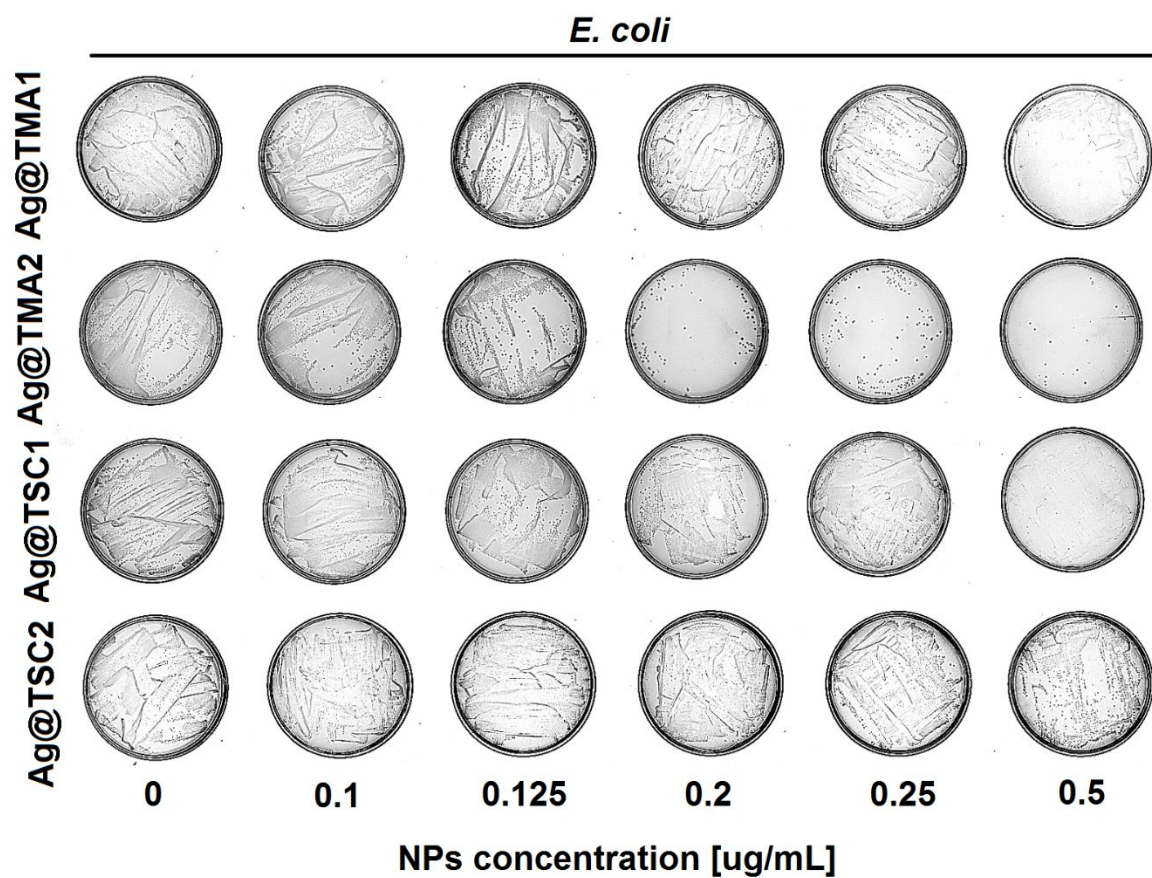 E. coli
Ag@TMA1
Ag@TMA2
Ag@TSC1
Ag@TSC2
0 0.1 0.125 0.2 0.25 0.5
NPs concentration [ug/mL]